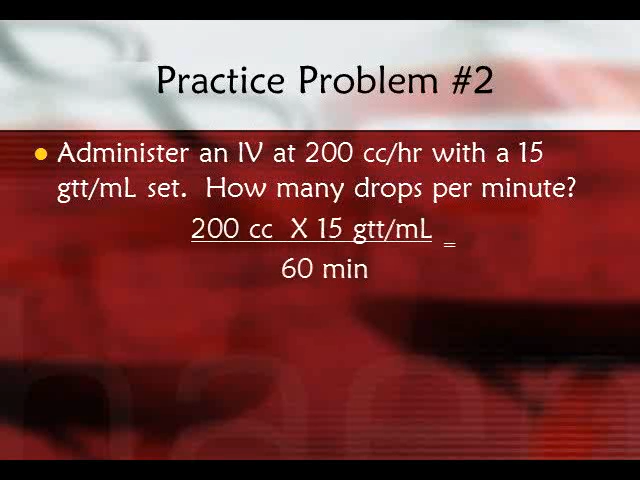 Practice Problem #2
Administer an IV at 200 cc/hr with a 15
gtt/mL set. How many drops per minute?
200 cc X 15 gtt/mL =
60 min